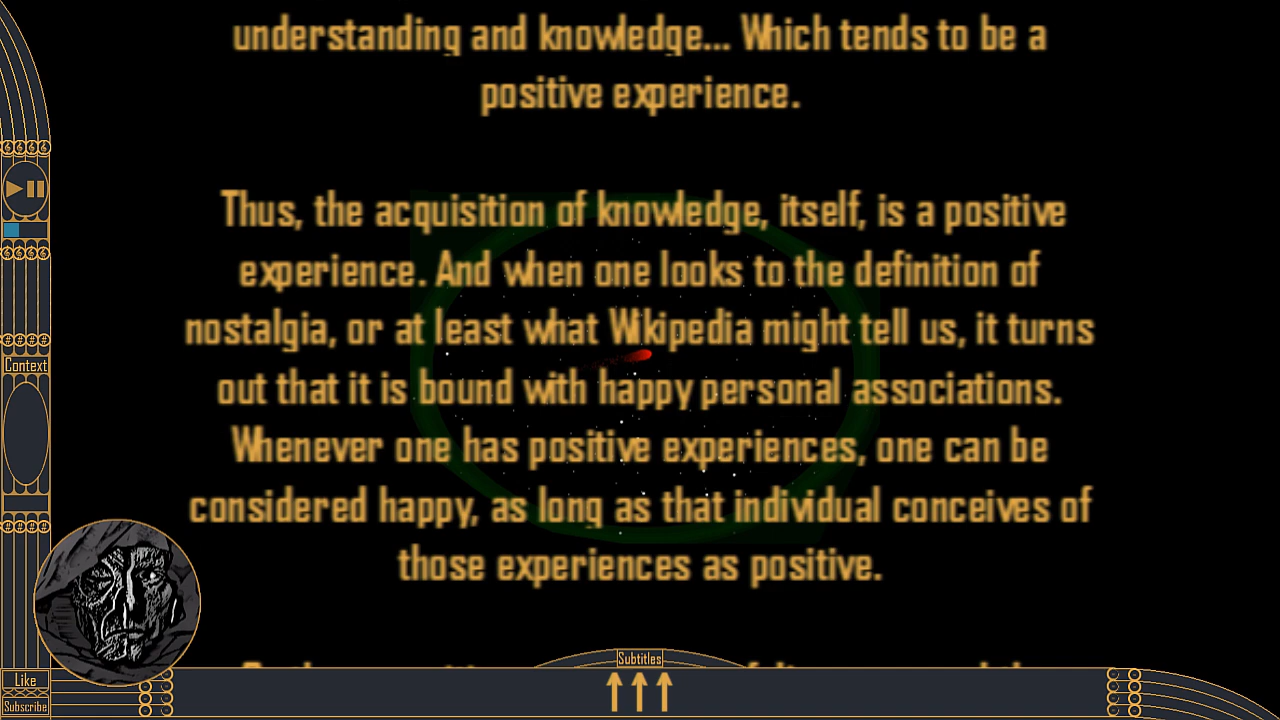 understanding and knowledge... Which tends to be a
positive experience.
Thus, the acquisition of knowledge, itself, is a positive
experience. And when one looks to the definition of
nostalgia, or at least what Wikipedia might tell us, it turns
out that it is bound with happy personal associations.
Whenever one has positive experiences, one can be
considered happy, as long as that individual conceives of
those experiences as positive.
Context
Subtitles
Like
Subscribe